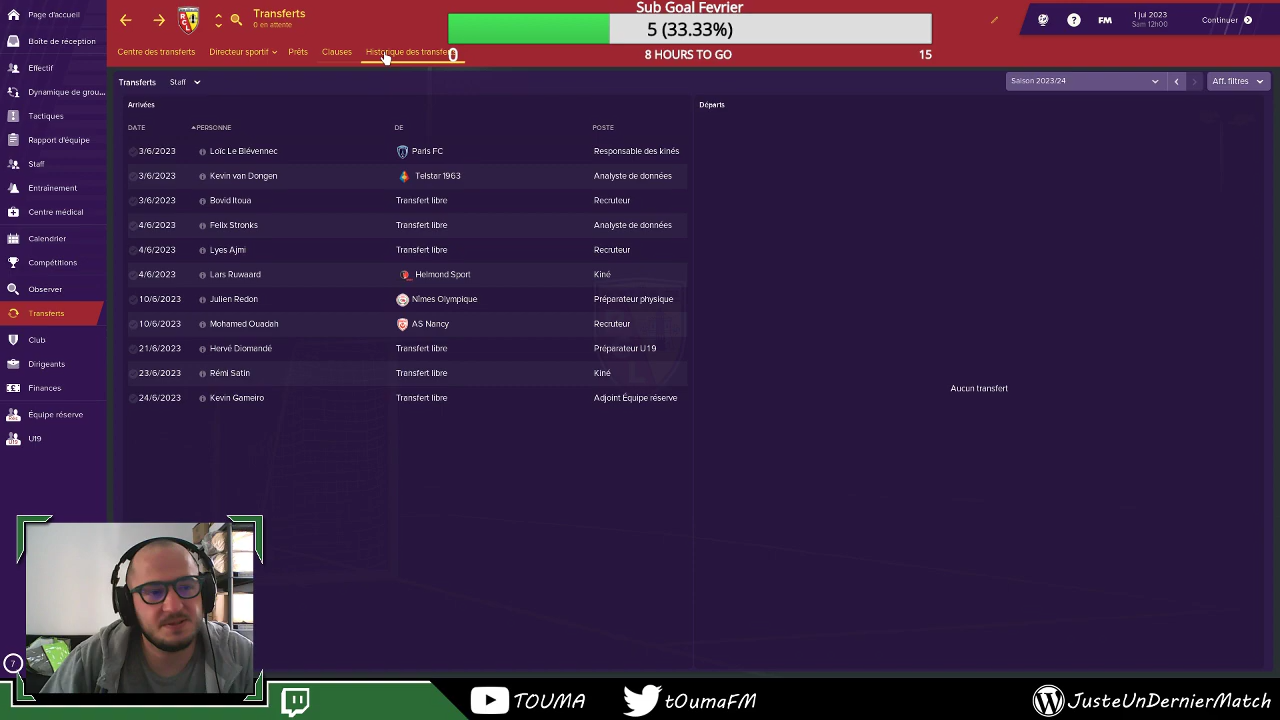 Sub Goal Fevrier
5 (33.33%)
0
8 HOURS TO GO
15
Transferts
0 en attente
FM
1 jul 2023
Sam 12h00
Continuer
Centre des transferts
Directeur sportif
Prêts
Clauses
Historique des transfer
Page d'accueil
Boîte de réception
Effectif
Dynamique de grou...
Tactiques
Rapport d'équipe
Staff
Entraînement
Centre médical
Calendrier
Compétitions
Observer
Transferts
Club
Dirigeants
Finances
Équipe réserve
U19
Transferts
Staff
Saison 2023/24
Aff. filtres
Arrivées
Départs
DATE PERSONNE DE POSTE
3/6/2023 Loïc Le Blévennec Paris FC Responsable des kinés
3/6/2023 Kevin van Dongen Telstar 1963 Analyste de données
3/6/2023 Bovid Itoua Transfert libre Recruteur
4/6/2023 Felix Stronks Transfert libre Analyste de données
4/6/2023 Lyes Ajmi Transfert libre Recruteur
4/6/2023 Lars Ruwaard Helmond Sport Kiné
10/6/2023 Julien Redon Nîmes Olympique Préparateur physique
10/6/2023 Mohamed Ouadah AS Nancy Recruteur
21/6/2023 Hervé Diomandé Transfert libre Préparateur U19
23/6/2023 Rémi Satin Transfert libre Kiné
24/6/2023 Kevin Gameiro Transfert libre Adjoint Équipe réserve
Aucun transfert
7
TOUMA
tOumaFM
JusteUnDernierMatch